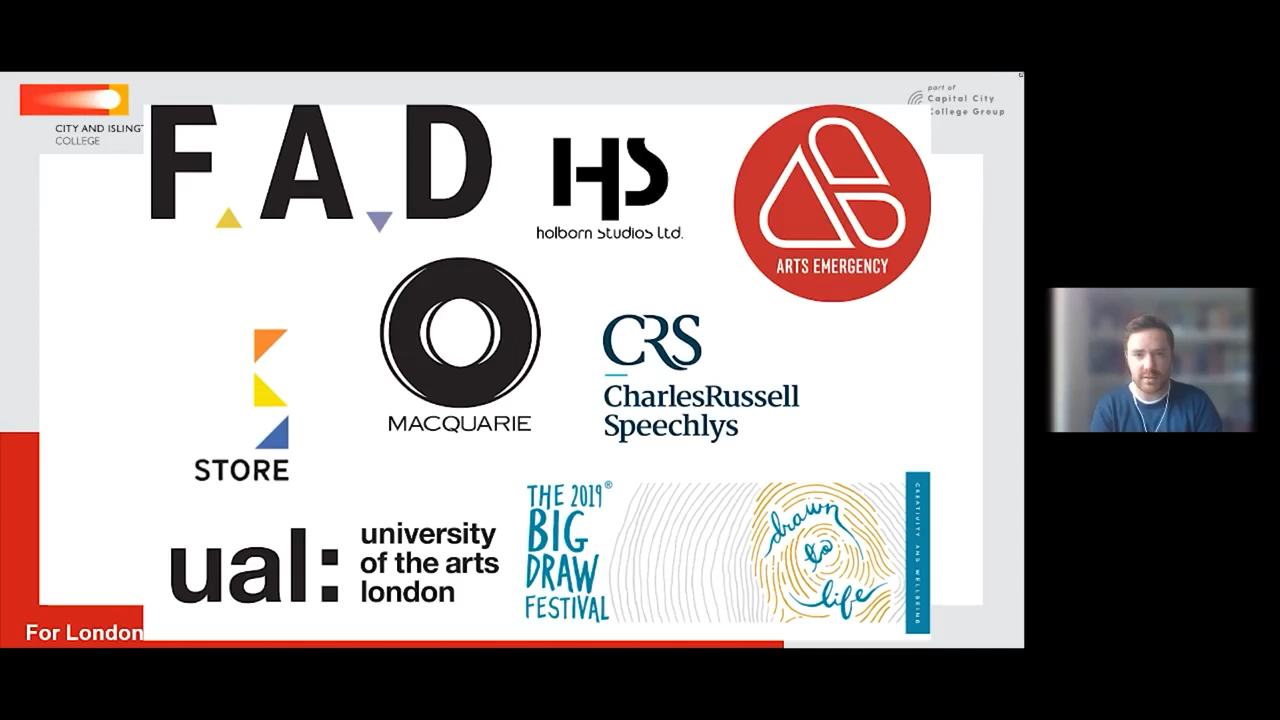 CITY AND ISLINGT
COLLEGE
part of
Capital City
College Group
F.A.D
HS
holborn studios Ltd.
ARTS EMERGENCY
MACQUARIE
CRS
CharlesRussell
Speechlys
STORE
ual:
university
of the arts
london
THE 2019®
BIG
DRAW
FESTIVAL
drawn
to
life
CREATIVITY AND WELLBEING
For London